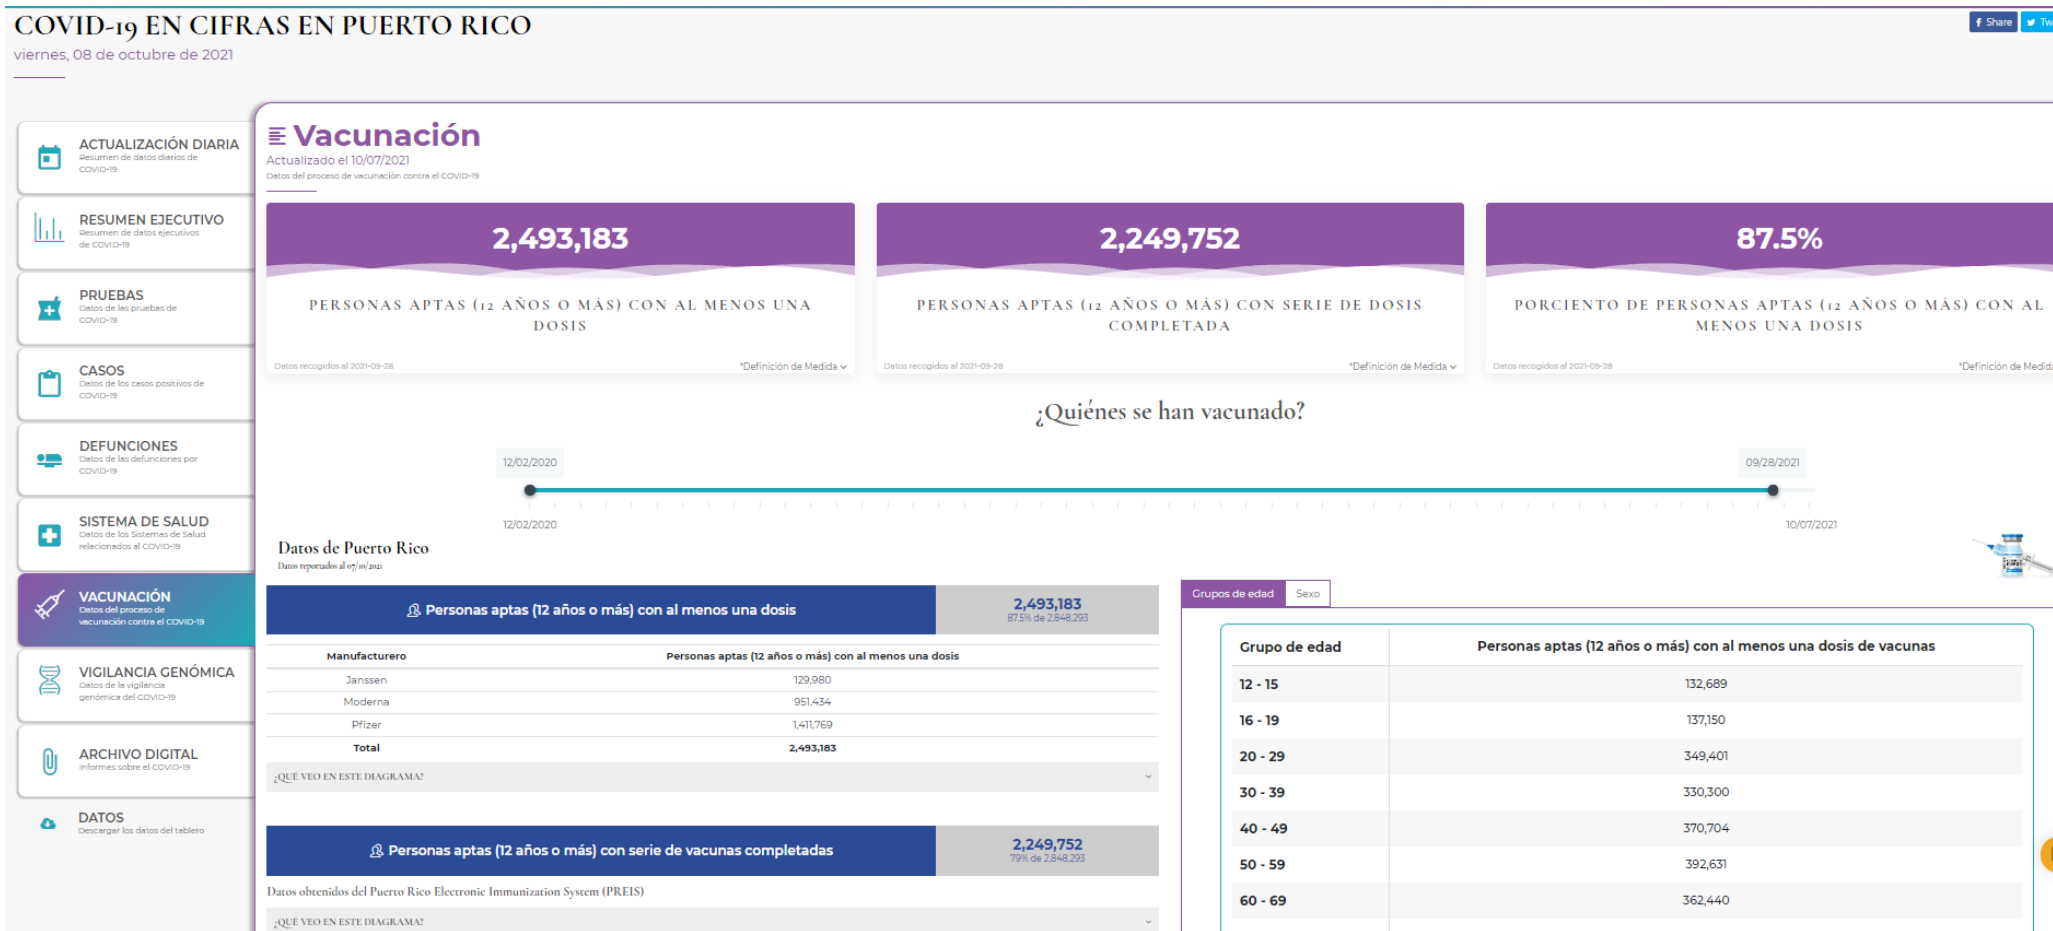 COVID-19 EN CIFRAS EN PUERTO RICO
viernes, 08 de octubre de 2021
Share
Tw
ACTUALIZACIÓN DIARIA
Resumen de datos diarios de
COVID-19
RESUMEN EJECUTIVO
Resumen de datos ejecutivos
de COVID-19
PRUEBAS
Datos de las pruebas de
COVID-19
CASOS
Datos de los casos positivos de
COVID-19
DEFUNCIONES
Datos de las defunciones por
COVID-19
SISTEMA DE SALUD
Datos de los Sistemas de Salud
relacionados al COVID-19
VACUNACIÓN
Datos del proceso de
vacunación contra el COVID-19
VIGILANCIA GENÓMICA
Datos de la vigilancia
genómica del COVID-19
ARCHIVO DIGITAL
Informes sobre el COVID-19
DATOS
Descargar los datos del tablero
Vacunación
Actualizado el 10/07/2021
Datos del proceso de vacunación contra el COVID-19
2,493,183
PERSONAS APTAS (12 AÑOS O MÁS) CON AL MENOS UNA
DOSIS
Datos recogidos al 2021-09-28
*Definición de Medida
2,249,752
PERSONAS APTAS (12 AÑOS O MÁS) CON SERIE DE DOSIS
COMPLETADA
Datos recogidos al 2021-09-28
*Definición de Medida
87.5%
PORCIENTO DE PERSONAS APTAS (12 AÑOS O MÁS) CON AL
MENOS UNA DOSIS
Datos recogidos al 2021-09-28
*Definición de Medida
¿Quiénes se han vacunado?
12/02/2020
09/28/2021
12/02/2020
10/07/2021
Datos de Puerto Rico
Datos reportados al 07/10/2021
Personas aptas (12 años o más) con al menos una dosis
2,493,183
87.5% de 2,848,293
Manufacturero Personas aptas (12 años o más) con al menos una dosis
Janssen 129,980
Moderna 951,434
Pfizer 1,411,769
Total 2,493,183
¿QUÉ VEO EN ESTE DIAGRAMA?
Personas aptas (12 años o más) con serie de vacunas completadas
2,249,752
79% de 2,848,293
Datos obtenidos del Puerto Rico Electronic Immunization System (PREIS)
¿QUÉ VEO EN ESTE DIAGRAMA?
Grupos de edad Sexo
Grupo de edad Personas aptas (12 años o más) con al menos una dosis de vacunas
12 - 15 132,689
16 - 19 137,150
20 - 29 349,401
30 - 39 330,300
40 - 49 370,704
50 - 59 392,631
60 - 69 362,440